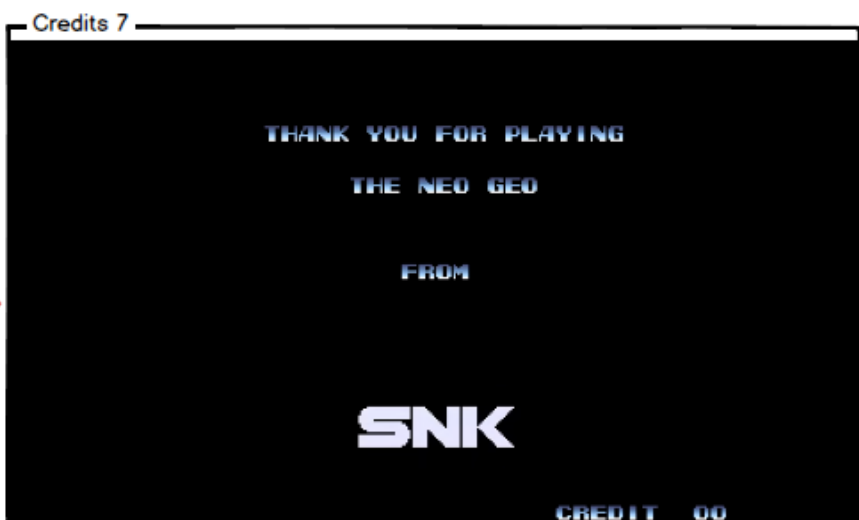 Credits 7
THANK YOU FOR PLAYING
THE NEO GEO
FROM
SNK
CREDIT 00